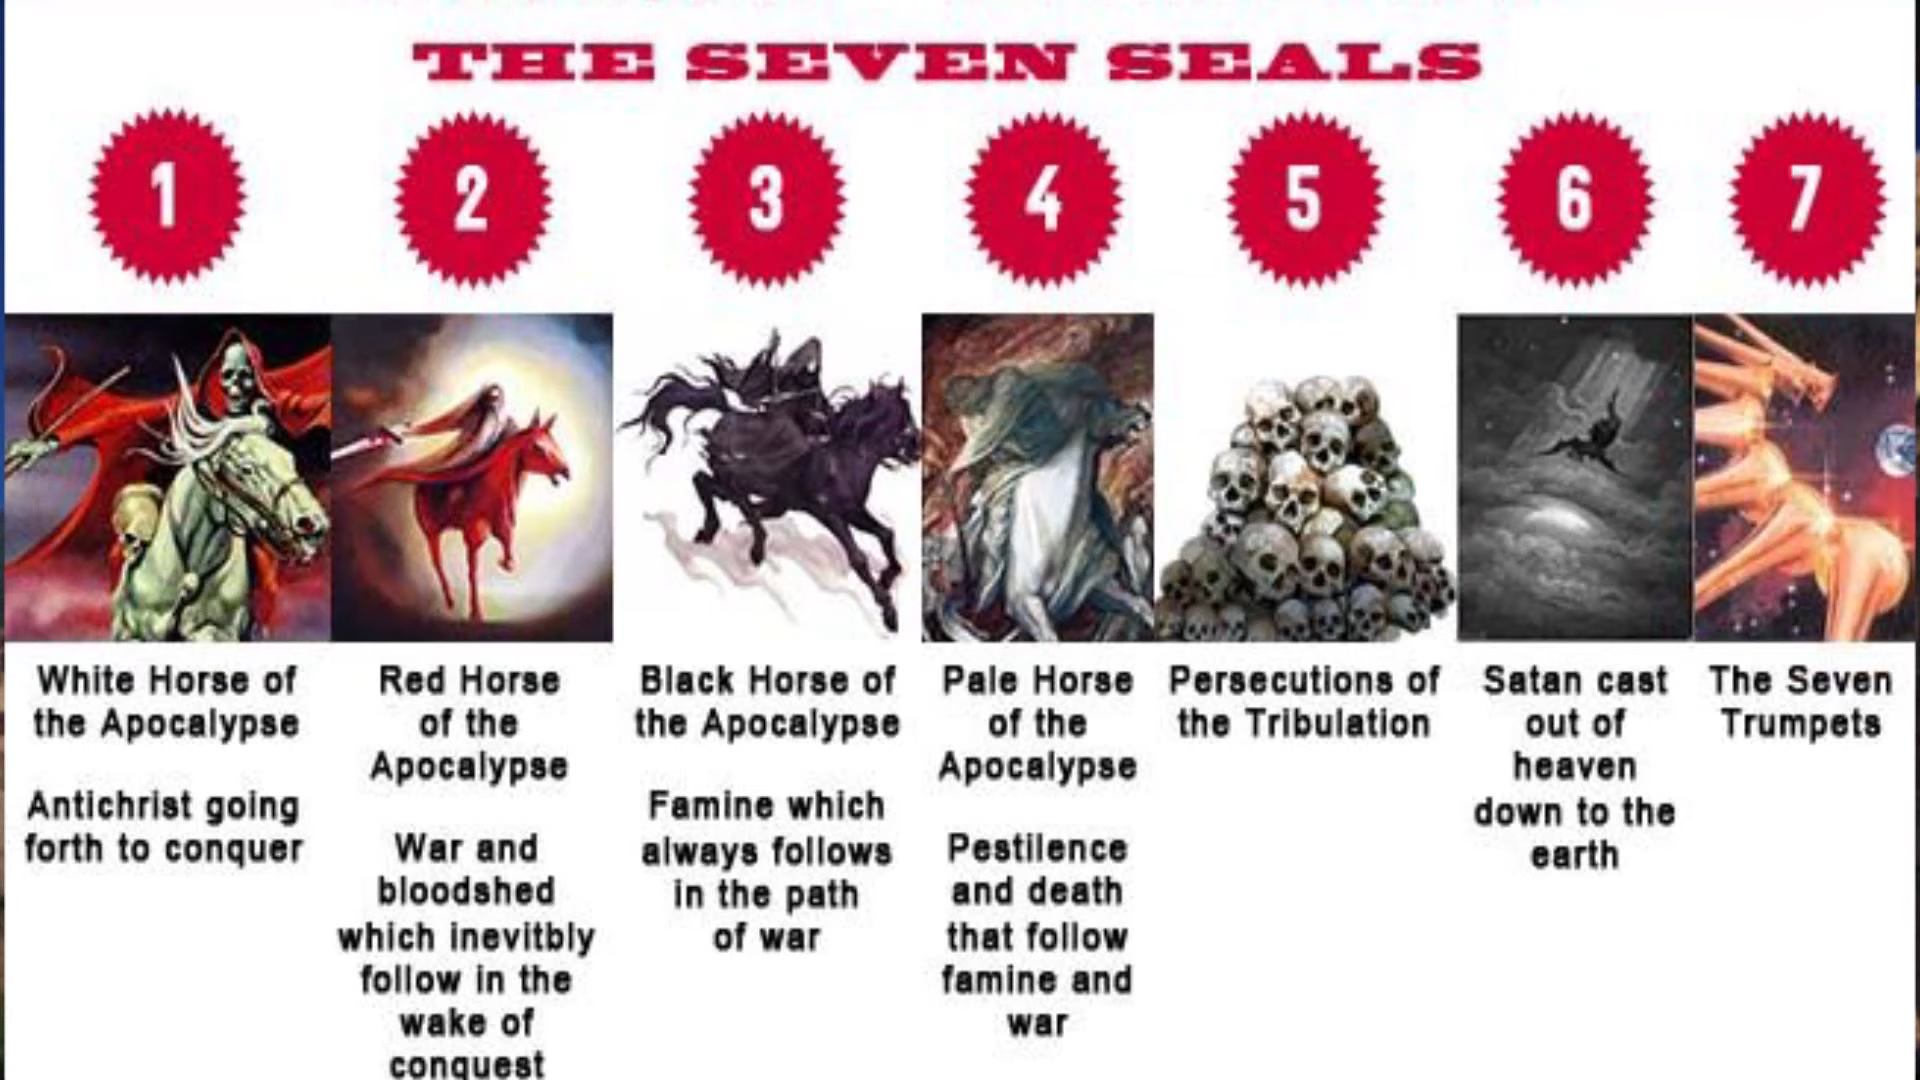 THE SEVEN SEALS
1
2
3
4
5
6
7
White Horse of
the Apocalypse
Antichrist going
forth to conquer
Red Horse
of the
Apocalypse
War and
bloodshed
which inevitbly
follow in the
wake of
conquest
Black Horse of
the Apocalypse
Famine which
always follows
in the path
of war
Pale Horse
of the
Apocalypse
Pestilence
and death
that follow
famine and
war
Persecutions of
the Tribulation
Satan cast
out of
heaven
down to the
earth
The Seven
Trumpets